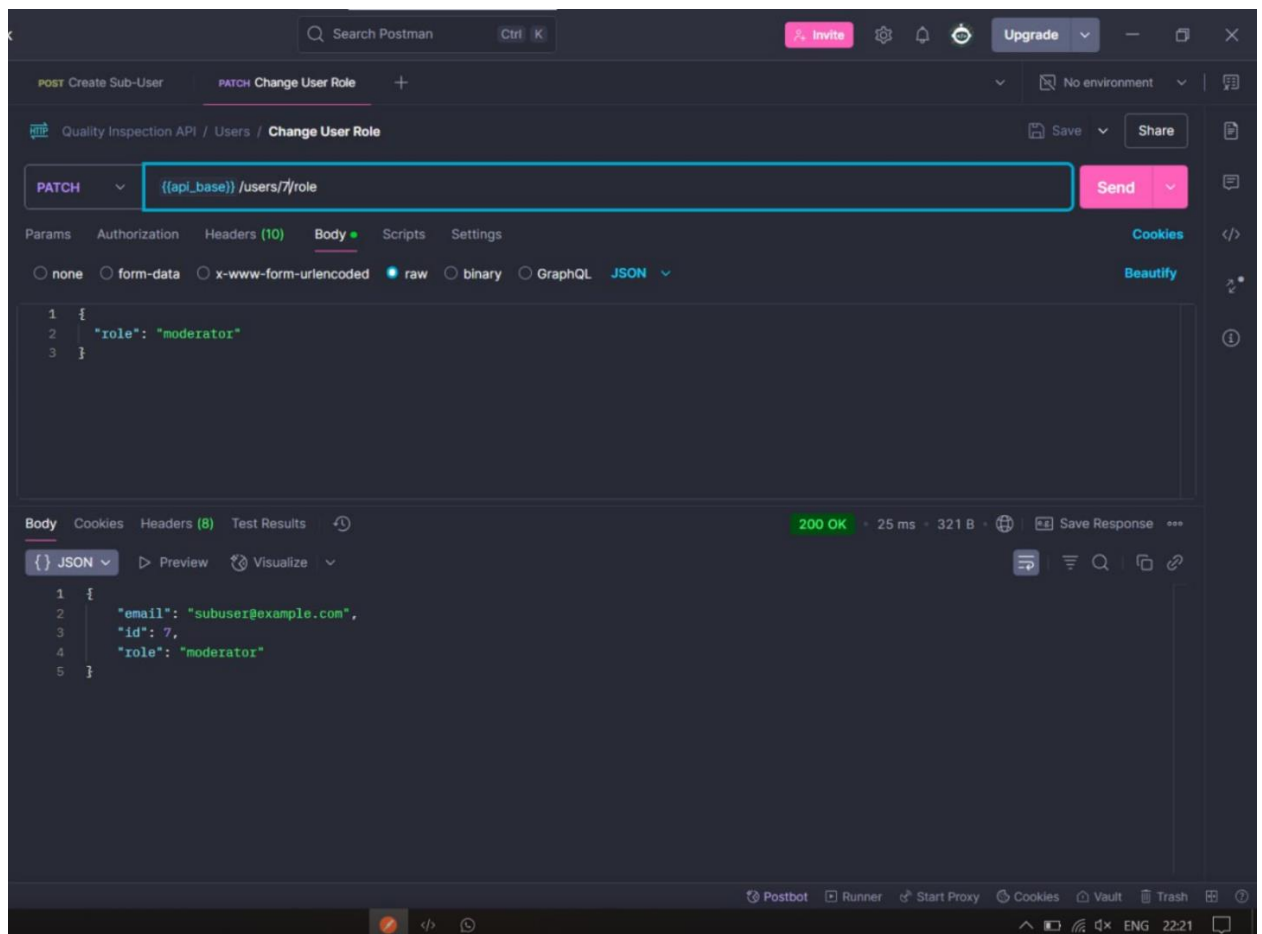 Search Postman Ctrl K Invite Upgrade
POST Create Sub-User PATCH Change User Role No environment
HTTP Quality Inspection API / Users / Change User Role Save Share
PATCH {{api_base}} /users/7/role Send
Params Authorization Headers (10) Body Scripts Settings Cookies
none form-data x-www-form-urlencoded raw binary GraphQL JSON Beautify
1 {
2 "role": "moderator"
3 }
Body Cookies Headers (8) Test Results 200 OK 25 ms 321 B Save Response
{} JSON Preview Visualize
1 {
2 "email": "subuser@example.com",
3 "id": 7,
4 "role": "moderator"
5 }
Postbot Runner Start Proxy Cookies Vault Trash
ENG 22:21